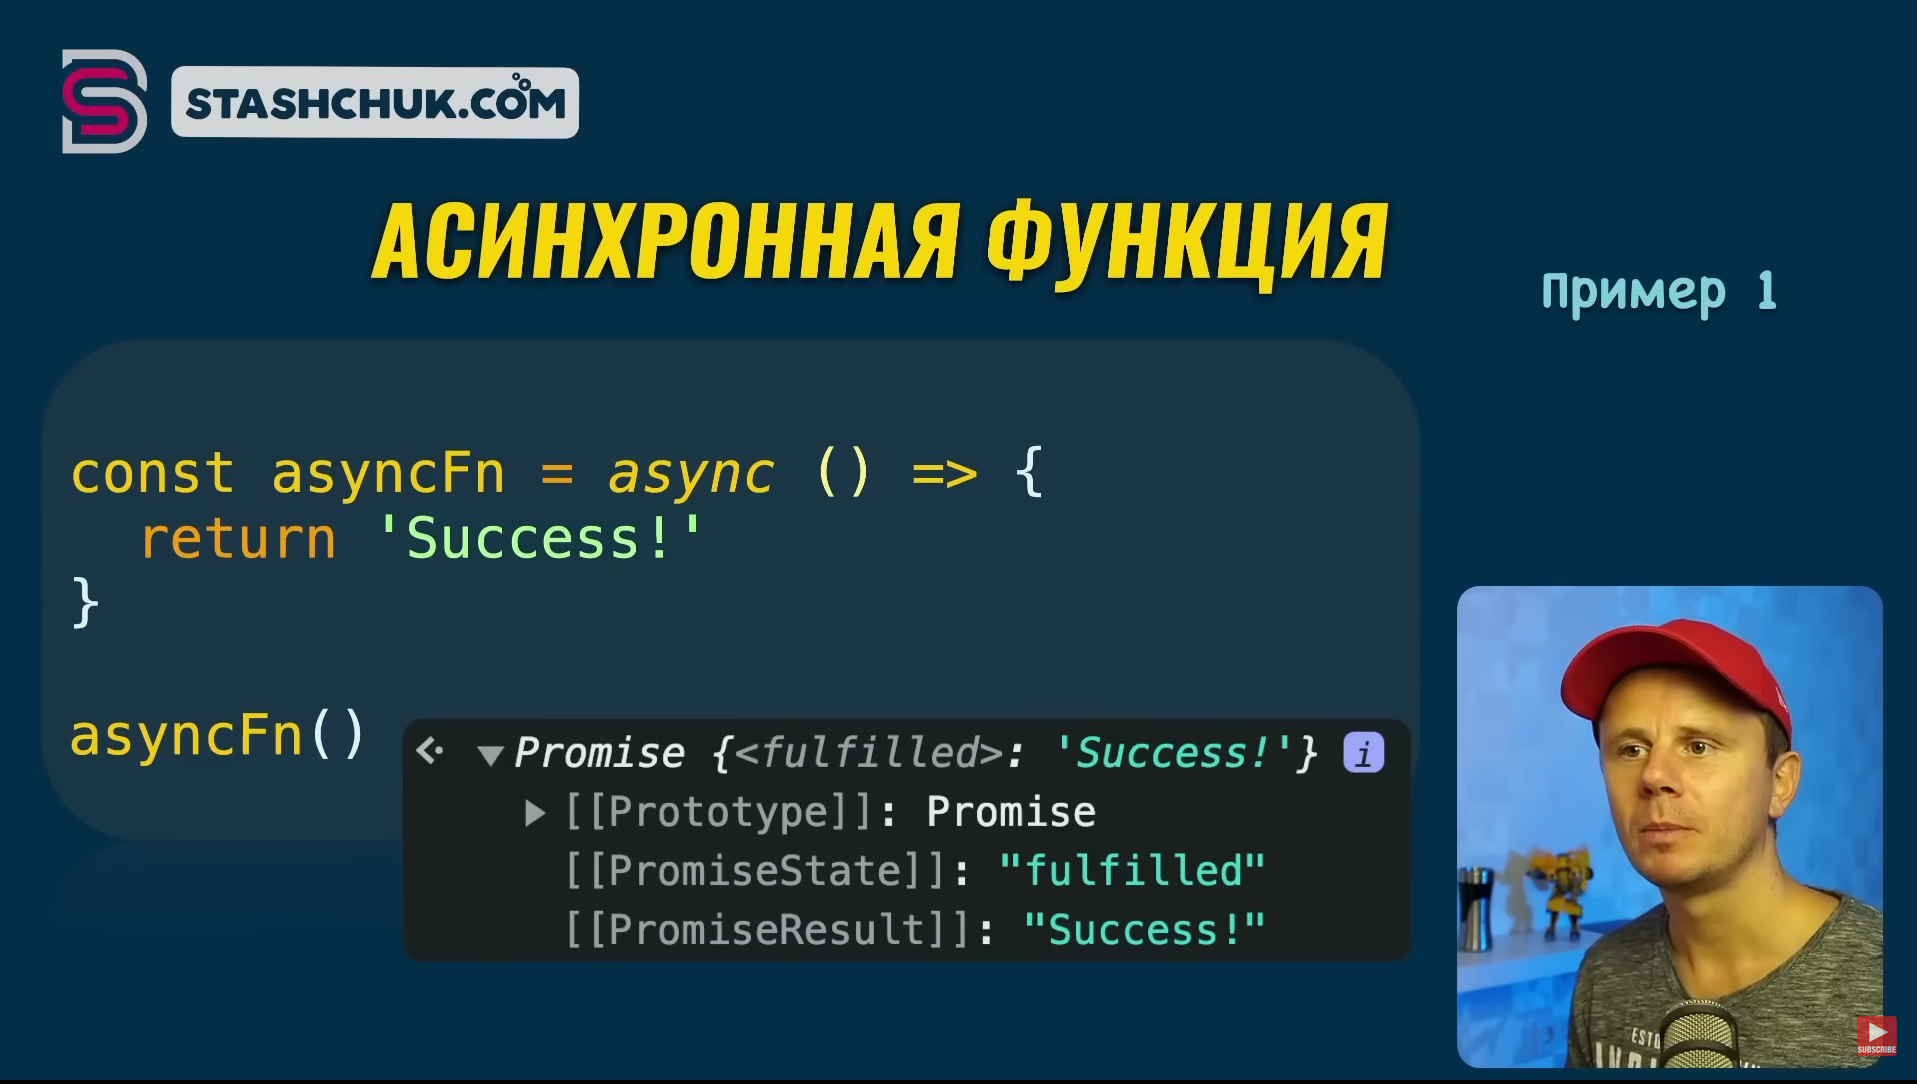 STASHCHUK.COM
АСИНХРОННАЯ ФУНКЦИЯ
Пример 1
const asyncFn = async () => {
  return 'Success!'
}
asyncFn()
Promise {<fulfilled>: 'Success!'} i
[[Prototype]]: Promise
[[PromiseState]]: "fulfilled"
[[PromiseResult]]: "Success!"
SUBSCRIBE